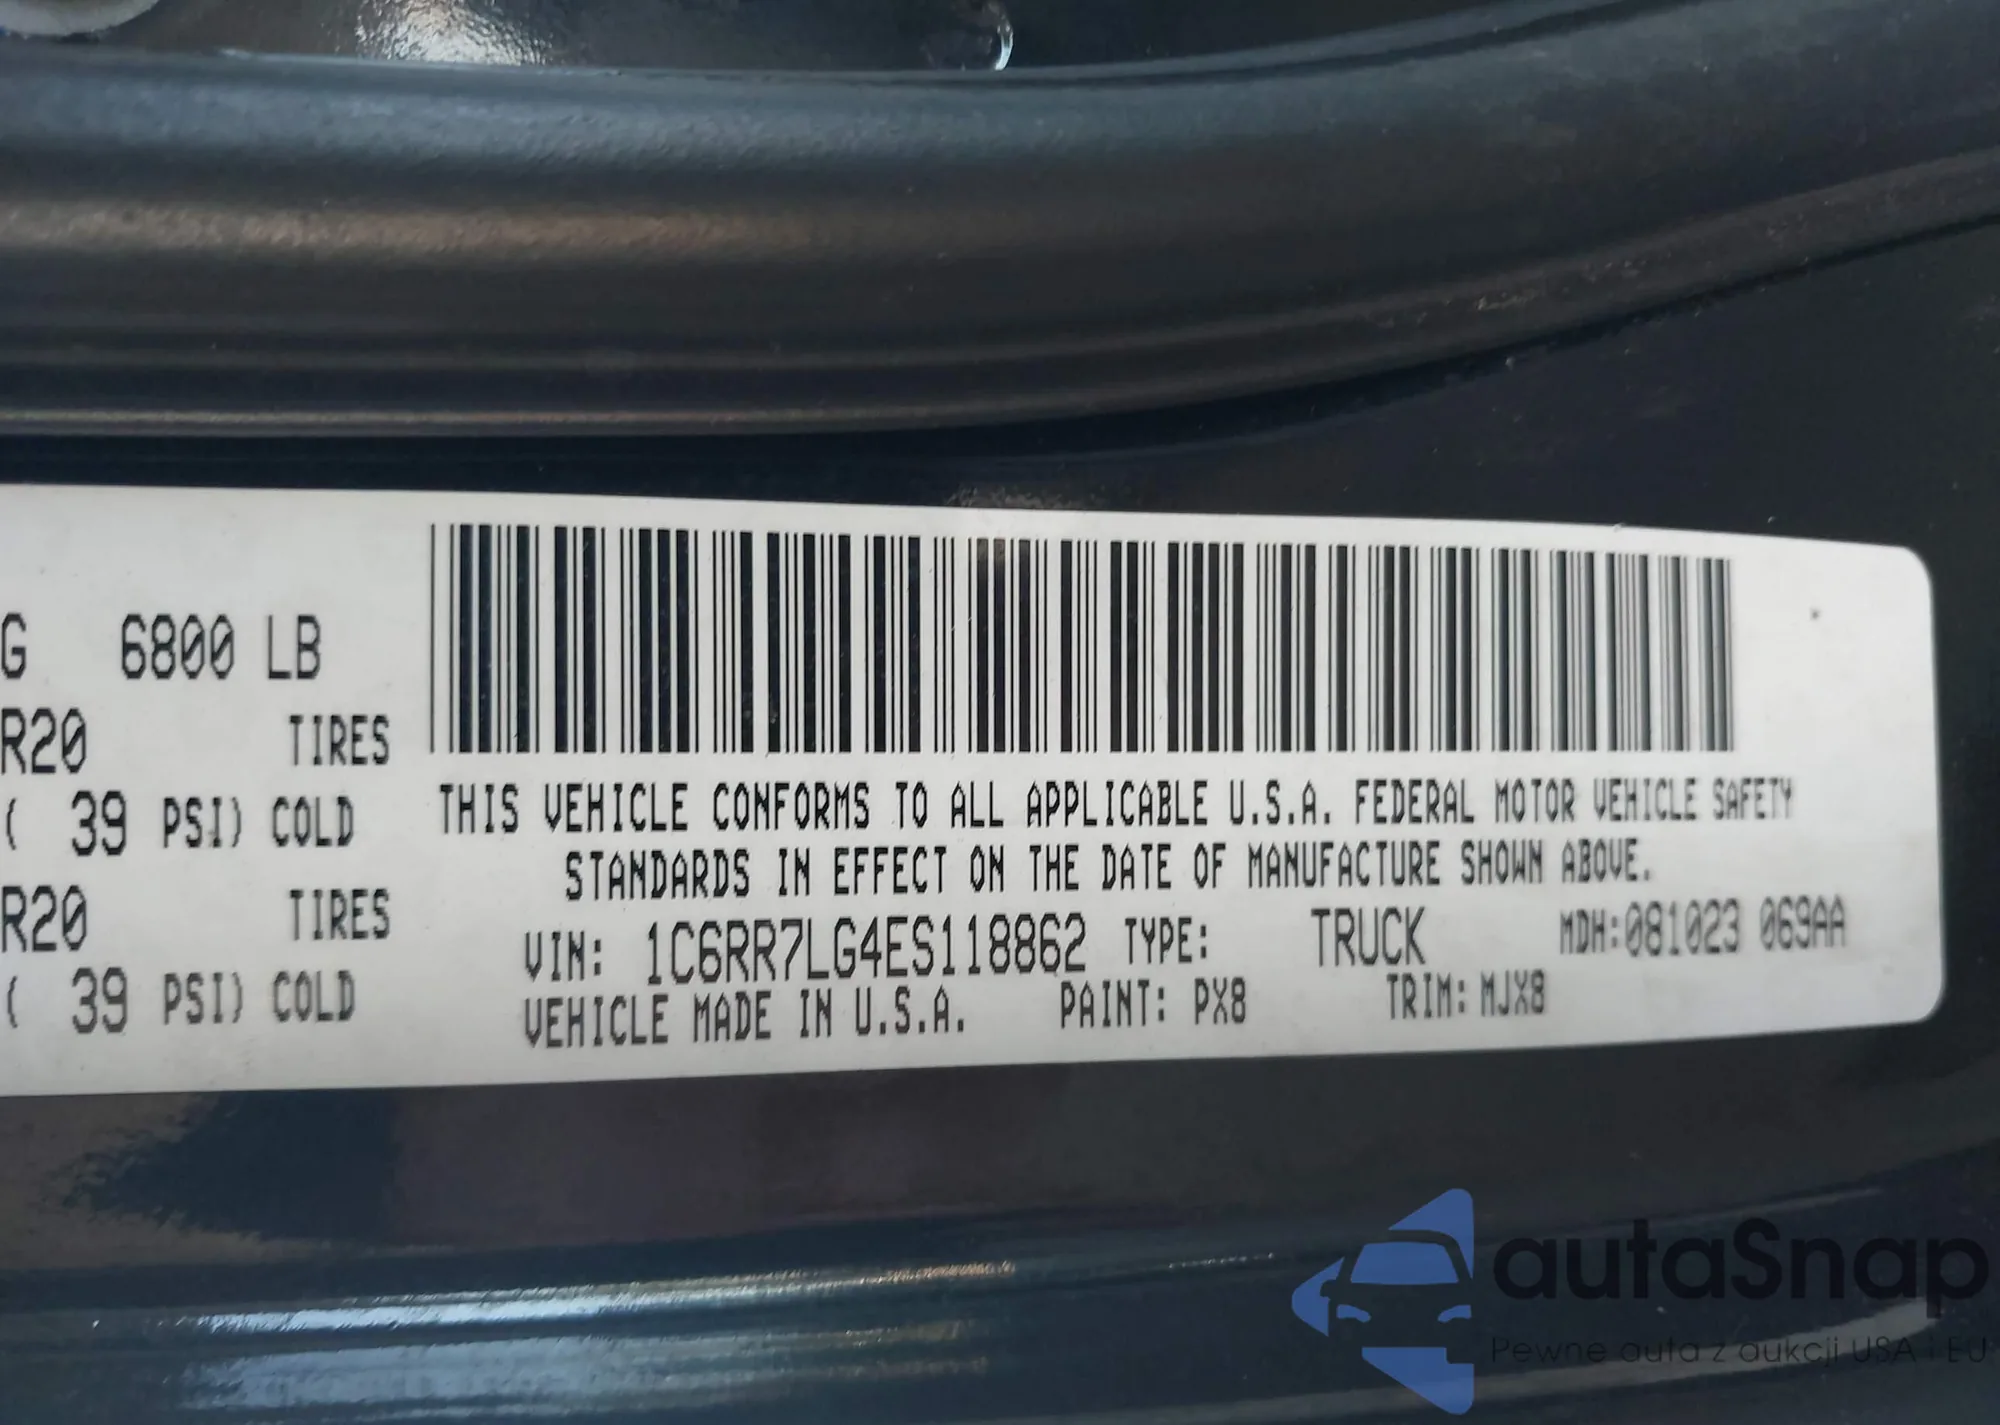 G 6800 LB
R20 TIRES
( 39 PSI) COLD
R20 TIRES
( 39 PSI) COLD
THIS VEHICLE CONFORMS TO ALL APPLICABLE U.S.A. FEDERAL MOTOR VEHICLE SAFETY
STANDARDS IN EFFECT ON THE DATE OF MANUFACTURE SHOWN ABOVE.
VIN: 1C6RR7LG4ES118862 TYPE: TRUCK MDH:081023 069AA
VEHICLE MADE IN U.S.A. PAINT: PX8 TRIM: MJX8
autaSnap
Pewne auta z aukcji USA i EU